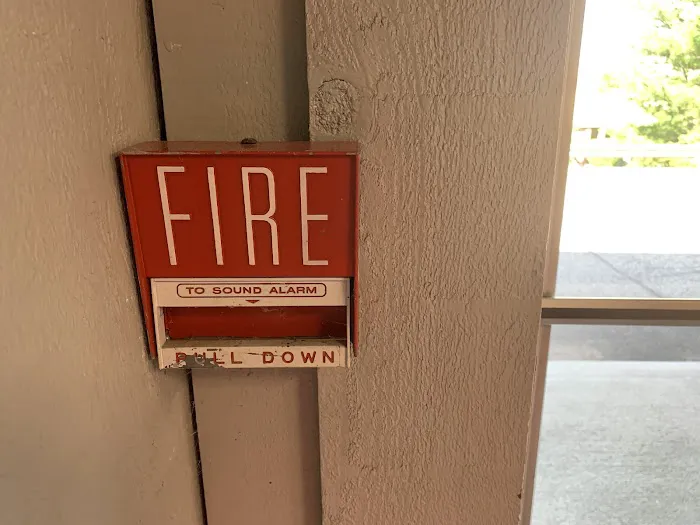 FIRE
TO SOUND ALARM
PULL DOWN